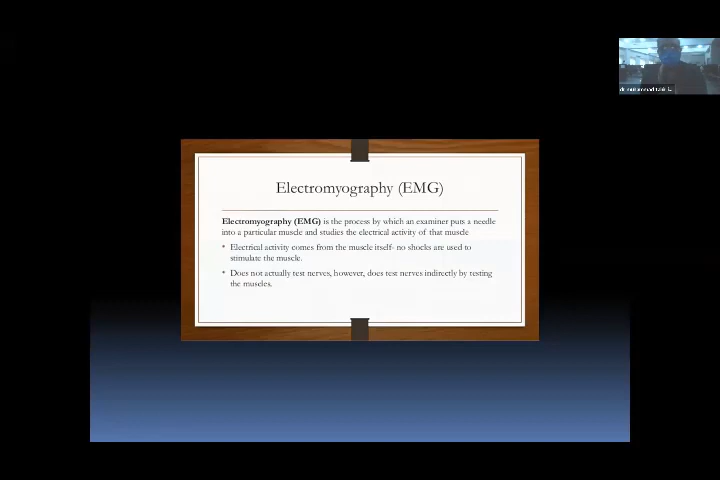 Electromyography (EMG)
Electromyography (EMG) is the process by which an examiner puts a needle
into a particular muscle and studies the electrical activity of that muscle
• Electrical activity comes from the muscle itself- no shocks are used to
stimulate the muscle.
• Does not actually test nerves, however, does test nerves indirectly by testing
the muscles.